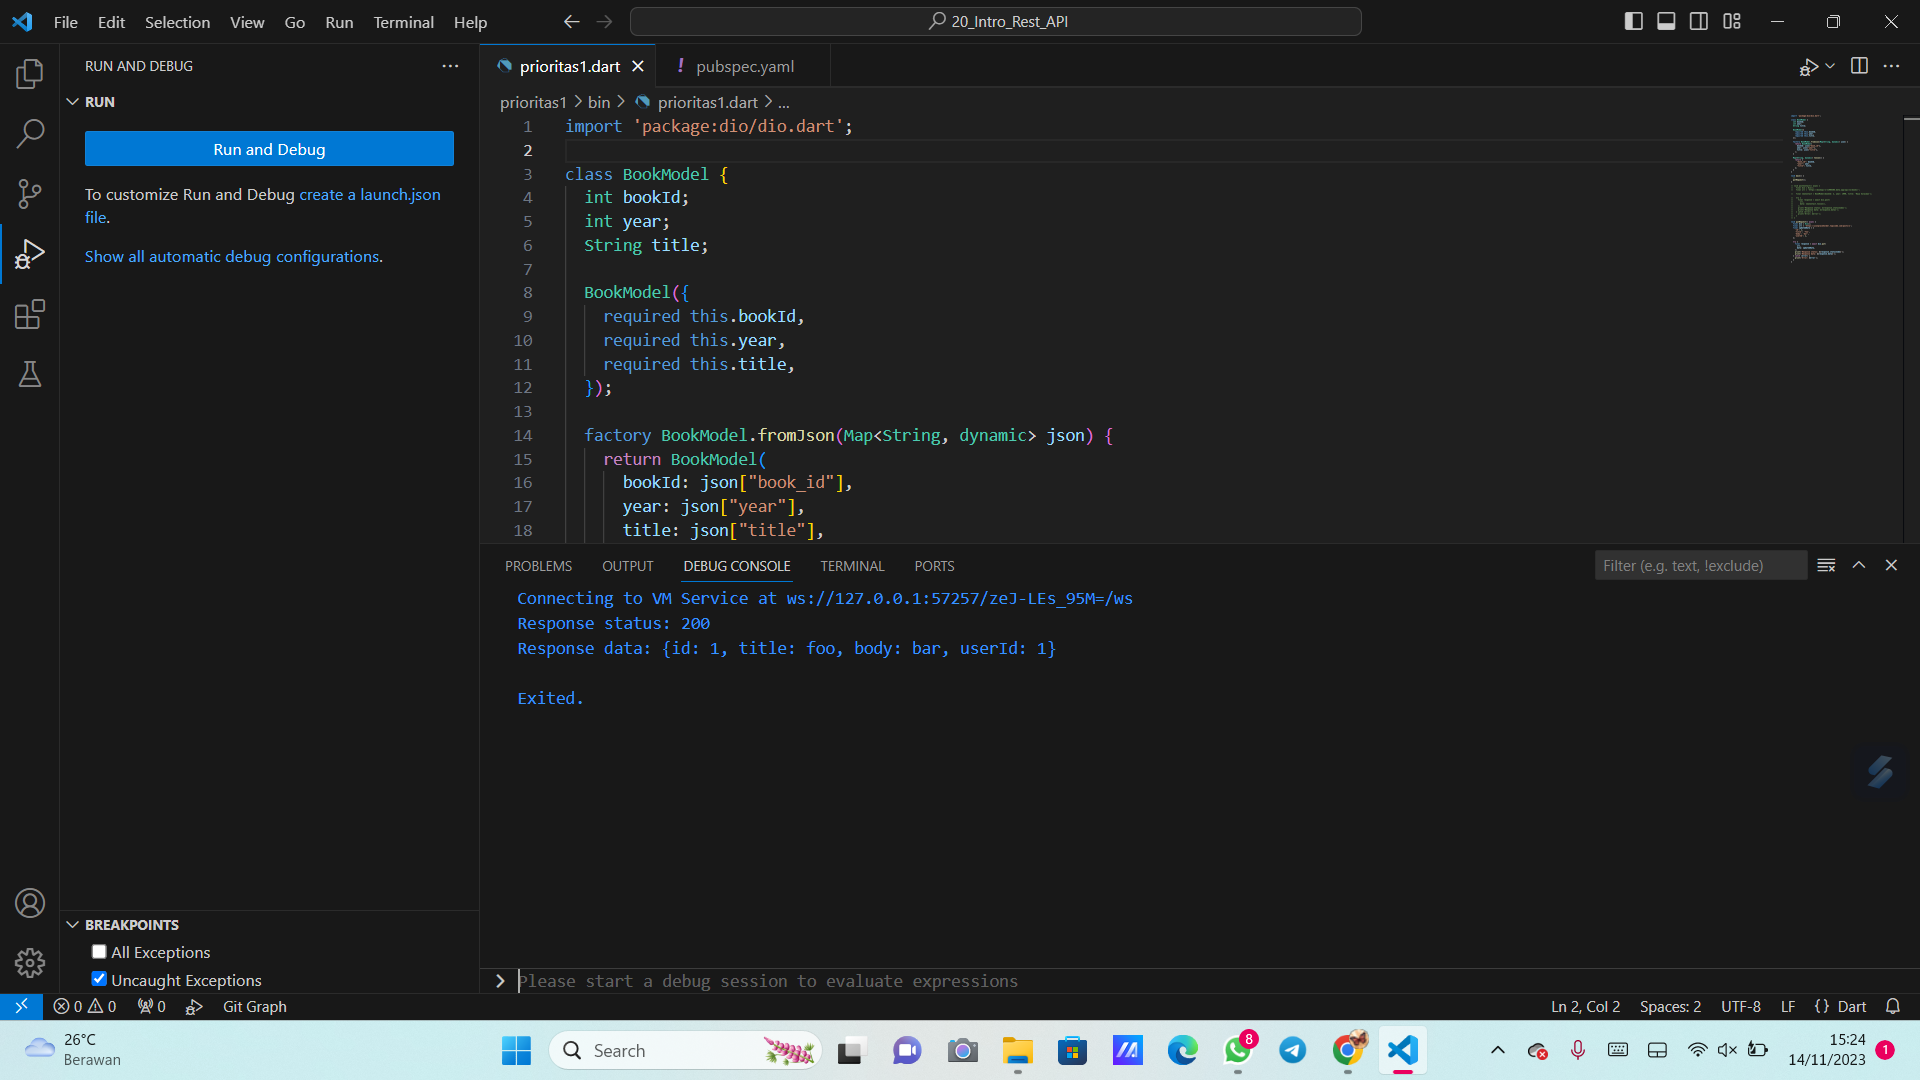 File Edit Selection View Go Run Terminal Help
20_Intro_Rest_API
RUN AND DEBUG
RUN
Run and Debug
To customize Run and Debug create a launch.json
file.
Show all automatic debug configurations.
BREAKPOINTS
All Exceptions
Uncaught Exceptions
prioritas1.dart
! pubspec.yaml
prioritas1 > bin > prioritas1.dart > ...
1 import 'package:dio/dio.dart';
2
3 class BookModel {
4 int bookId;
5 int year;
6 String title;
7
8 BookModel({
9 required this.bookId,
10 required this.year,
11 required this.title,
12 });
13
14 factory BookModel.fromJson(Map<String, dynamic> json) {
15 return BookModel(
16 bookId: json["book_id"],
17 year: json["year"],
18 title: json["title"],
PROBLEMS OUTPUT DEBUG CONSOLE TERMINAL PORTS
Filter (e.g. text, !exclude)
Connecting to VM Service at ws://127.0.0.1:57257/zeJ-LEs_95M=/ws
Response status: 200
Response data: {id: 1, title: foo, body: bar, userId: 1}
Exited.
Please start a debug session to evaluate expressions
0 0 0 Git Graph
Ln 2, Col 2 Spaces: 2 UTF-8 LF {} Dart
26°C
Berawan
Search
8
15:24
14/11/2023
1